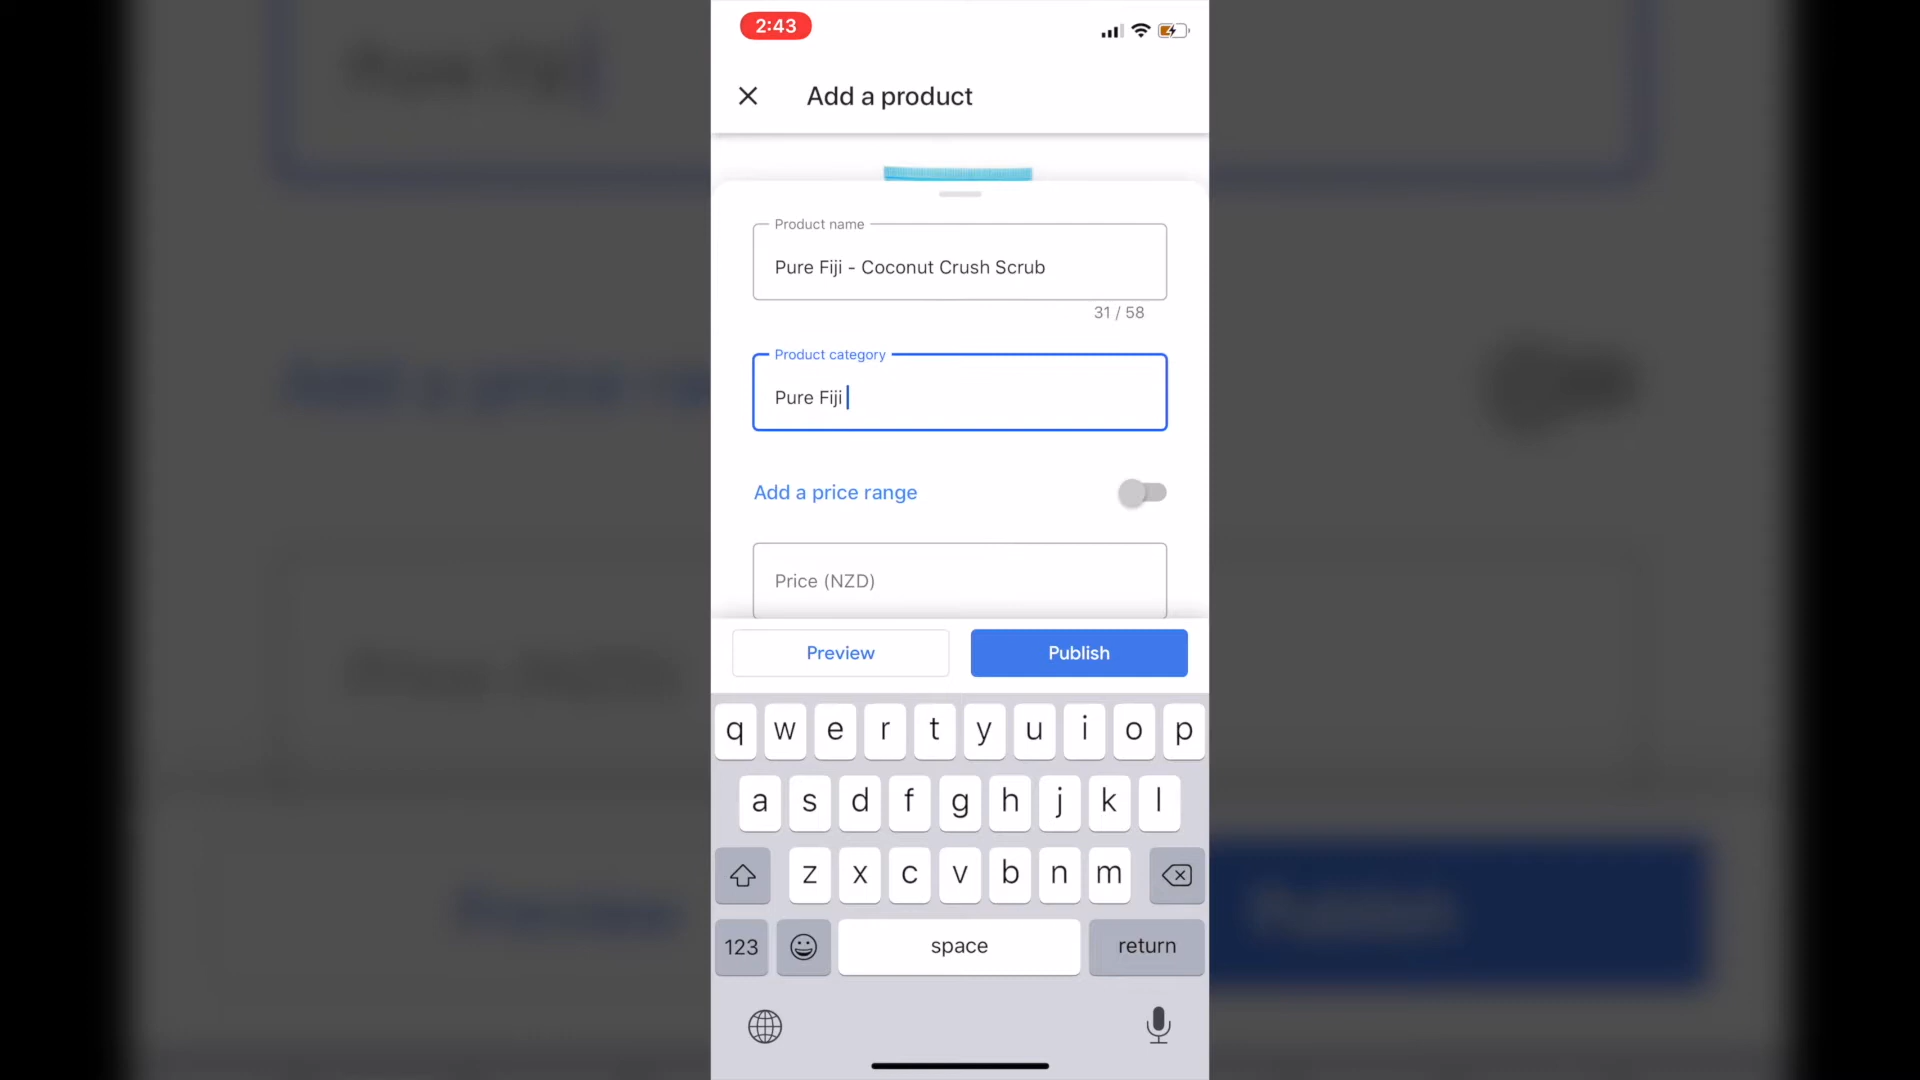 2:43
Add a product
Product name
Pure Fiji - Coconut Crush Scrub
31 / 58
Product category
Pure Fiji
Add a price range
Price (NZD)
Preview
Publish
q w e r t y u i o p
a s d f g h j k l
z x c v b n m
123
space
return